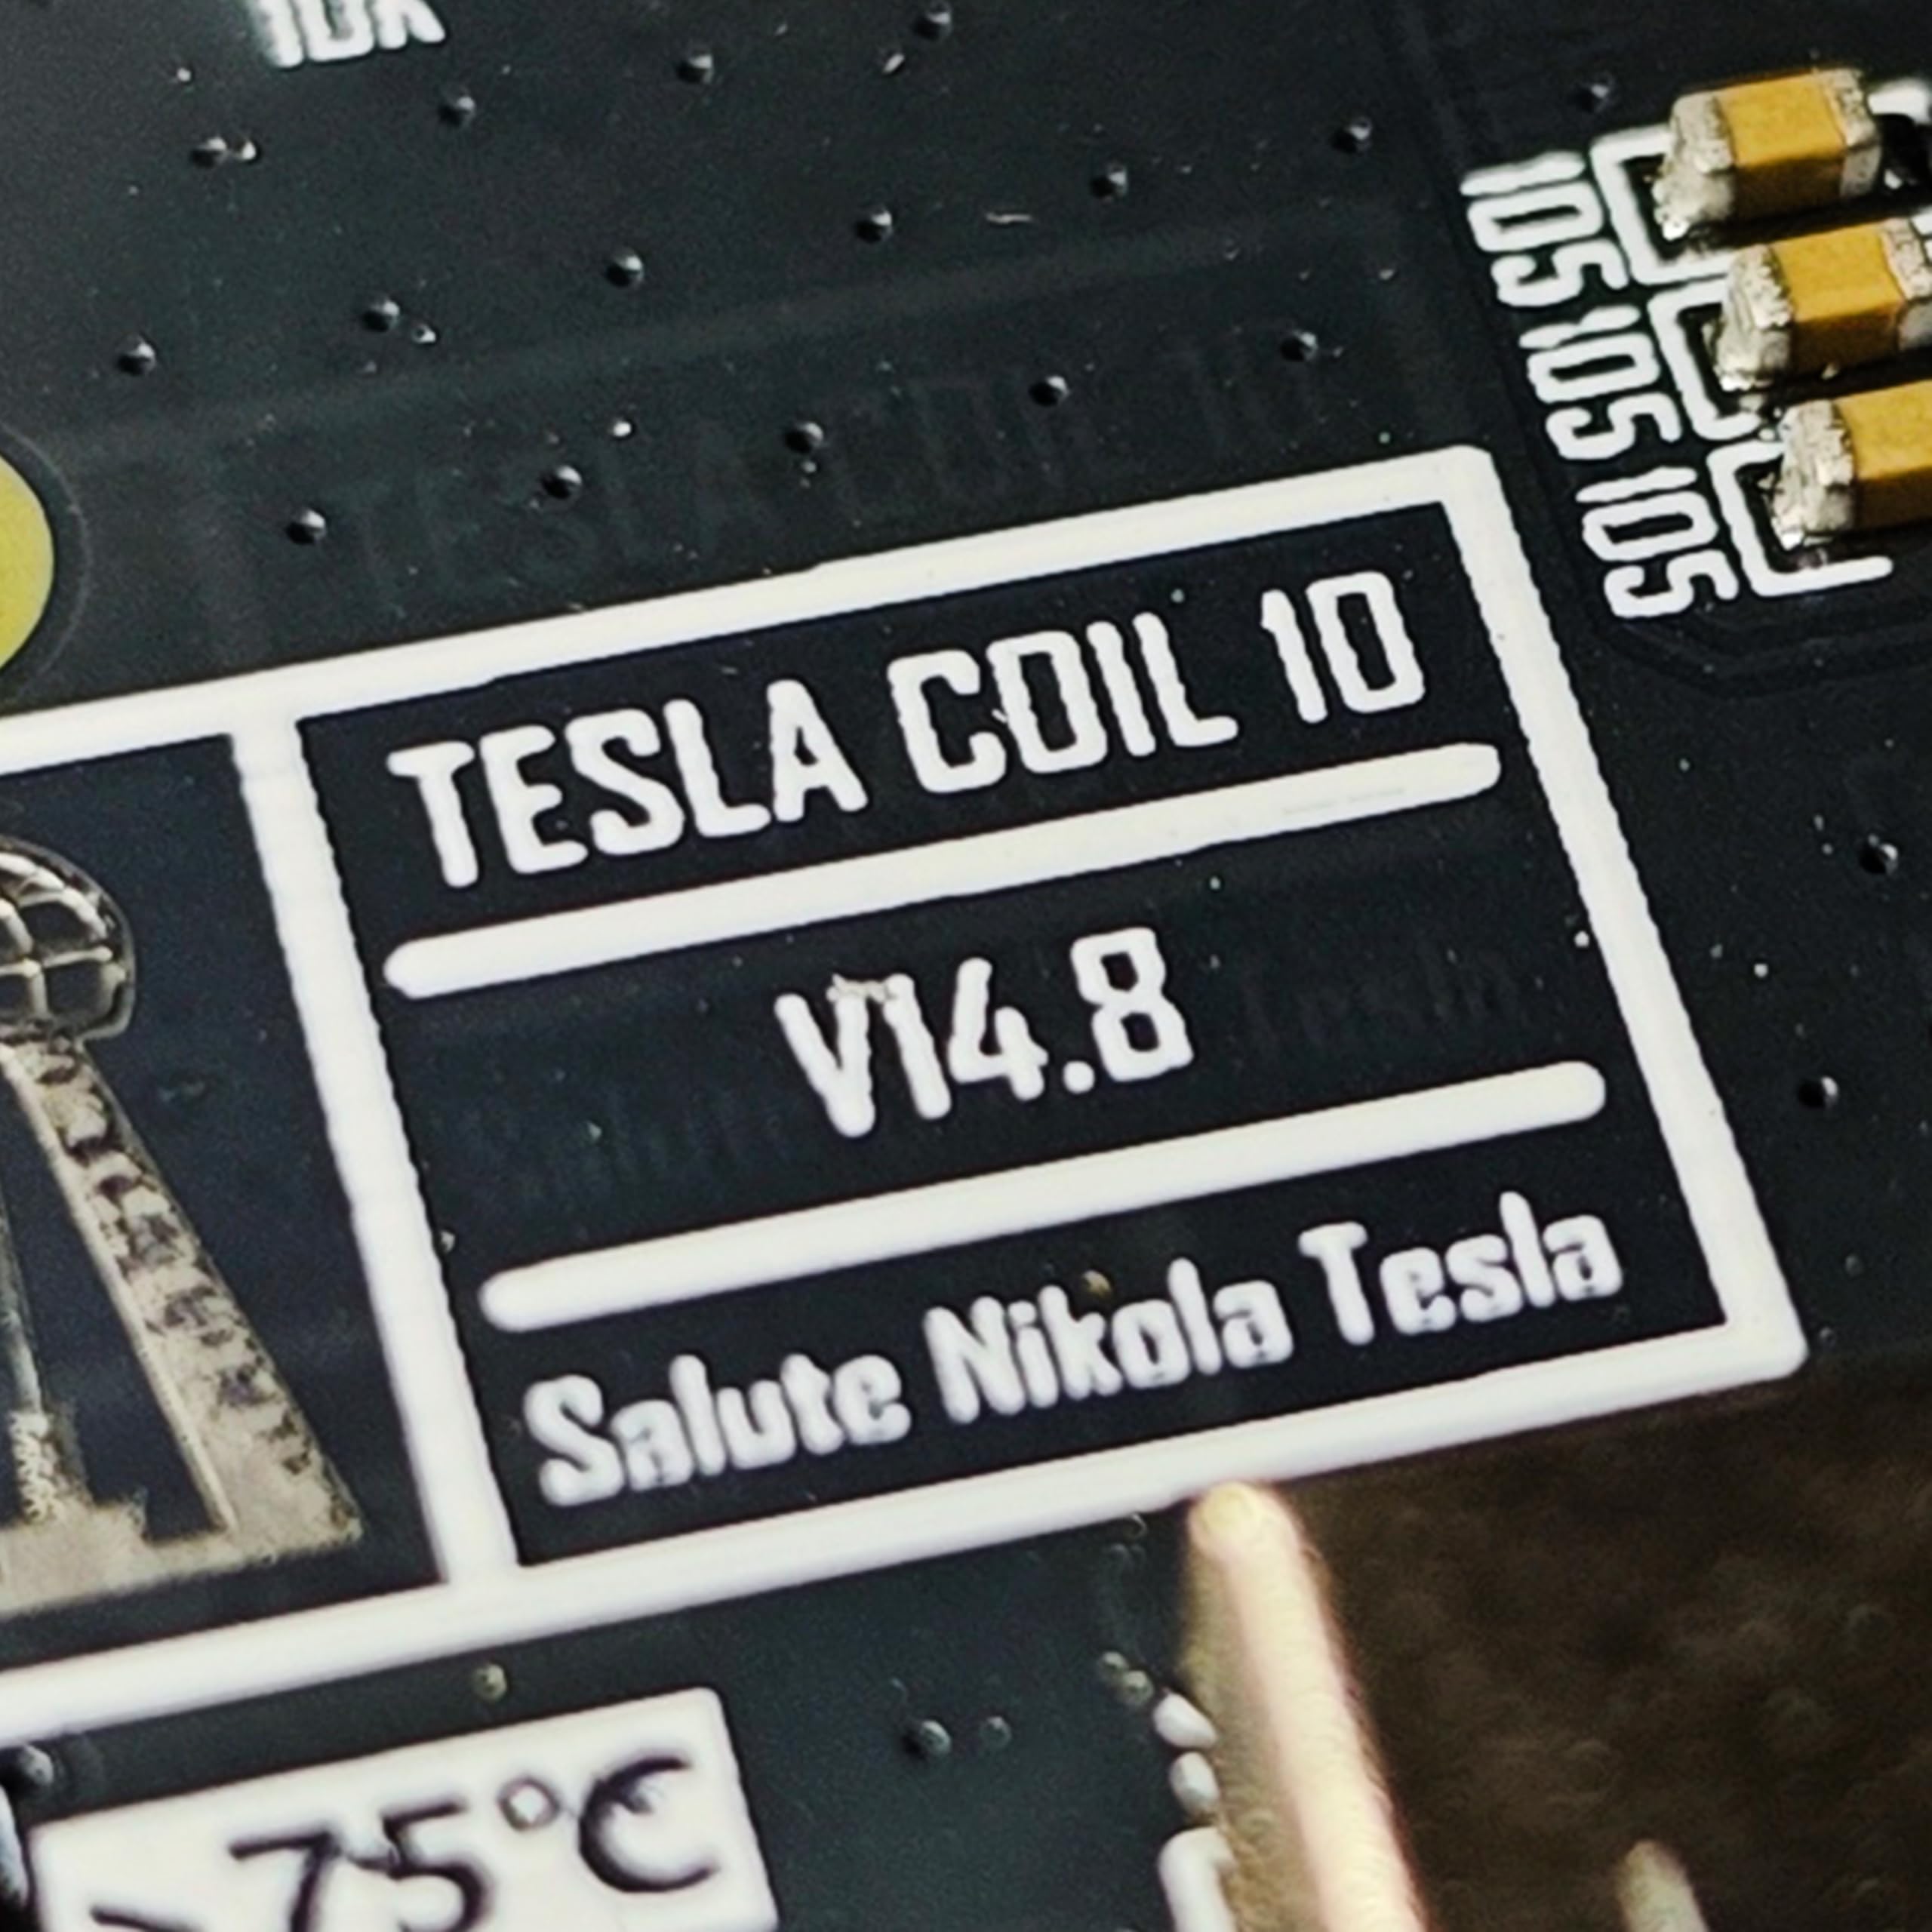 10K
105
105
105
TESLA COIL 10
V14.8
Salute Nikola Tesla
>75°C